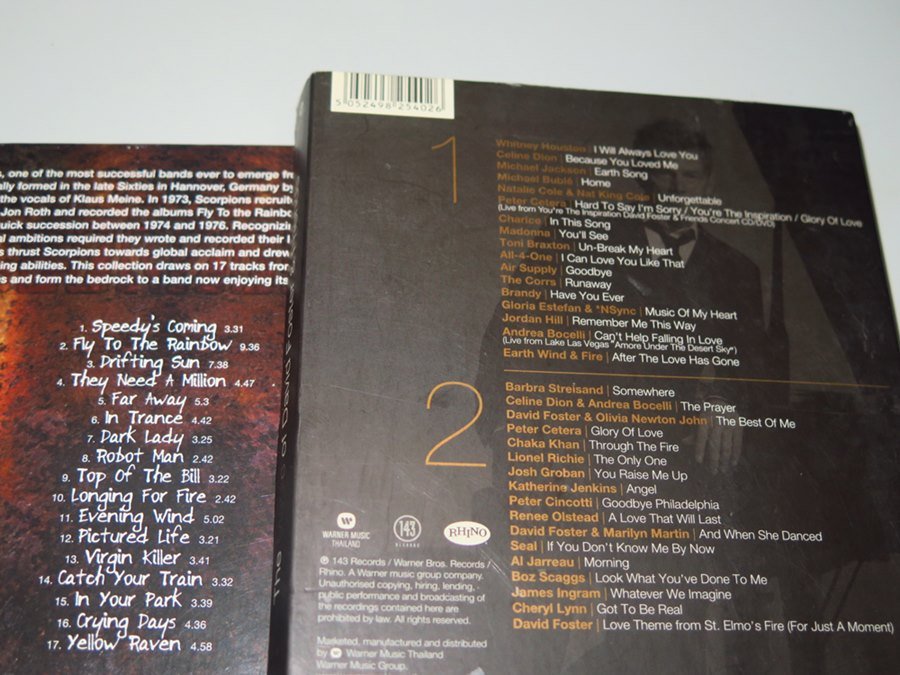 s, one of the most successful bands ever to emerge fr
ally formed in the late Sixties in Hannover, Germany by
the vocals of Klaus Meine. In 1973, Scorpions recruite
Jon Roth and recorded the albums Fly To the Rainbo
uick succession between 1974 and 1976. Recognizin
al ambitions required they wrote and recorded their l
s thrust Scorpions towards global acclaim and drew
ing abilities. This collection draws on 17 tracks from
s and form the bedrock to a band now enjoying its
1. Speedy's Coming 3.31
2. Fly To The Rainbow 9.36
3. Drifting Sun 7.38
4. They Need A Million 4.47
5. Far Away 5.3
6. In Trance 4.42
7. Dark Lady 3.25
8. Robot Man 2.42
9. Top Of The Bill 3.22
10. Longing For Fire 2.42
11. Evening Wind 5.02
12. Pictured Life 3.21
13. Virgin Killer 3.41
14. Catch Your Train 3.32
15. In Your Park 3.39
16. Crying Days 4.36
17. Yellow Raven 4.58
The
of David Fos
5 052498 254026
1
Whitney Houston | I Will Always Love You
Celine Dion | Because You Loved Me
Michael Jackson | Earth Song
Michael Bublé | Home
Natalie Cole & Nat King Cole | Unforgettable
Peter Cetera | Hard To Say I'm Sorry / You're The Inspiration / Glory Of Love
(Live from You're The Inspiration David Foster & Friends Concert CD/DVD)
Charice | In This Song
Madonna | You'll See
Toni Braxton | Un-Break My Heart
All-4-One | I Can Love You Like That
Air Supply | Goodbye
The Corrs | Runaway
Brandy | Have You Ever
Gloria Estefan & *NSync | Music Of My Heart
Jordan Hill | Remember Me This Way
Andrea Bocelli | Can't Help Falling In Love
(Live from Lake Las Vegas "Amore Under The Desert Sky")
Earth Wind & Fire | After The Love Has Gone
2
Barbra Streisand | Somewhere
Celine Dion & Andrea Bocelli | The Prayer
David Foster & Olivia Newton John | The Best Of Me
Peter Cetera | Glory Of Love
Chaka Khan | Through The Fire
Lionel Richie | The Only One
Josh Groban | You Raise Me Up
Katherine Jenkins | Angel
Peter Cincotti | Goodbye Philadelphia
Renee Olstead | A Love That Will Last
David Foster & Marilyn Martin | And When She Danced
Seal | If You Don't Know Me By Now
Al Jarreau | Morning
Boz Scaggs | Look What You've Done To Me
James Ingram | Whatever We Imagine
Cheryl Lynn | Got To Be Real
David Foster | Love Theme from St. Elmo's Fire (For Just A Moment)
WARNER MUSIC
THAILAND
143
RECORDS
RHINO
℗ 143 Records / Warner Bros. Records /
Rhino. A Warner music group company.
Unauthorised copying, hiring, lending,
public performance and broadcasting of
the recordings contained here are
prohibited by law. All rights reserved.
Marketed, manufactured and distributed
by Warner Music Thailand
Warner Music Group.